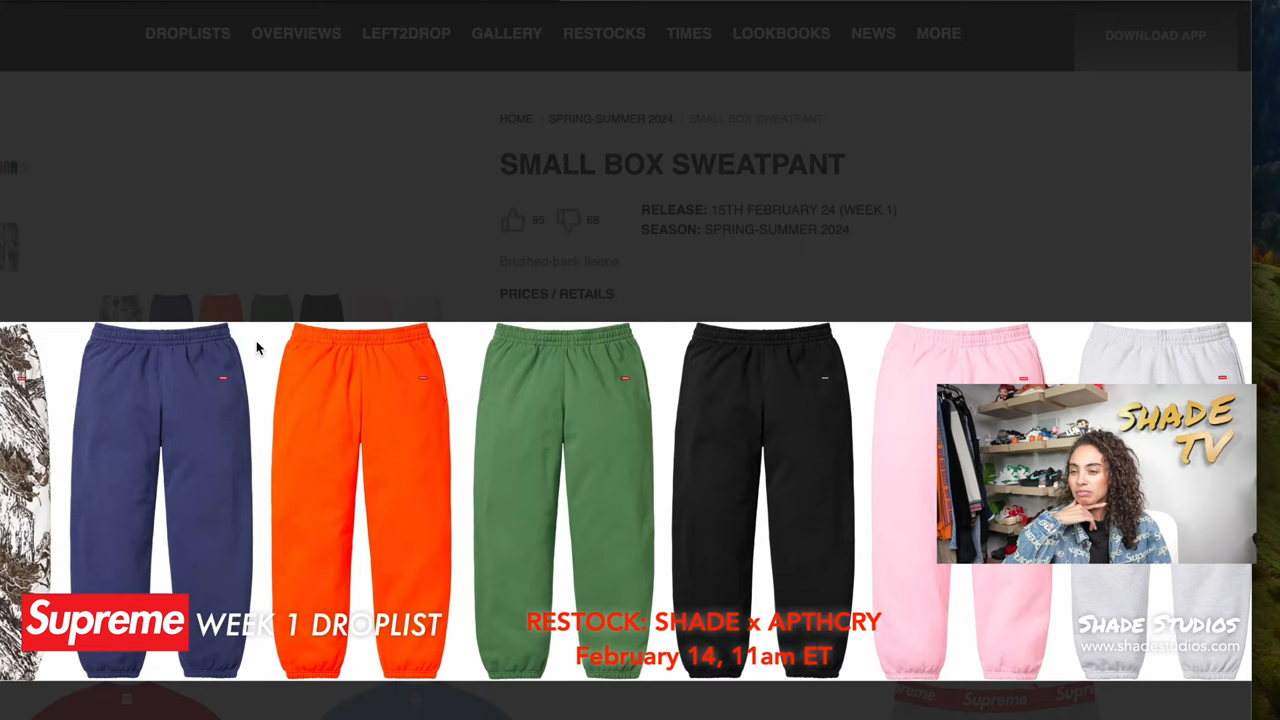 DROPLISTS OVERVIEWS LEFT2DROP GALLERY RESTOCKS TIMES LOOKBOOKS NEWS MORE DOWNLOAD APP
HOME / SPRING-SUMMER 2024 / SMALL BOX SWEATPANT
SMALL BOX SWEATPANT
95 68
RELEASE: 15TH FEBRUARY 24 (WEEK 1)
SEASON: SPRING-SUMMER 2024
Brushed-back fleece
PRICES / RETAILS
SHADE
TV
Supreme WEEK 1 DROPLIST
RESTOCK: SHADE x APTHCRY
February 14, 11am ET
SHADE STUDIOS
www.shadestudios.com
Supreme